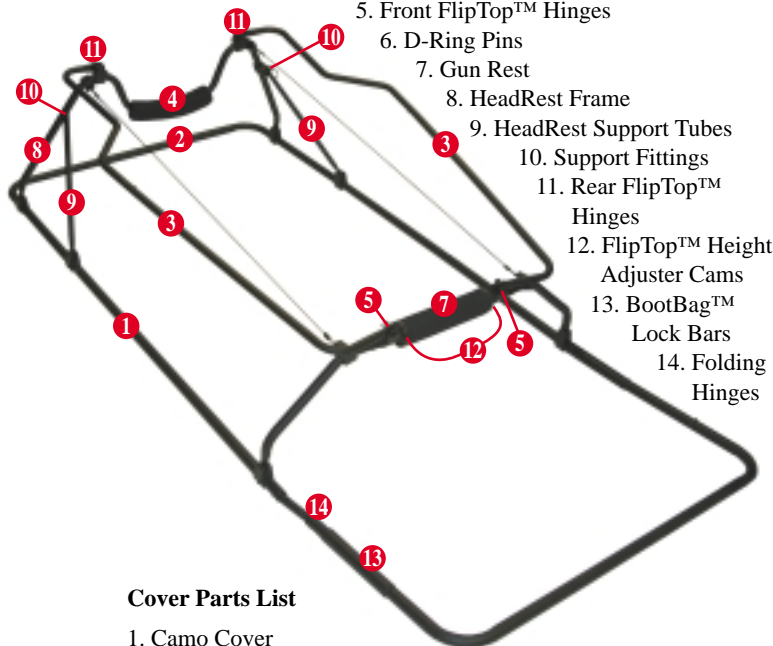 5. Front FlipTop™ Hinges
6. D-Ring Pins
7. Gun Rest
8. HeadRest Frame
9. HeadRest Support Tubes
10. Support Fittings
11. Rear FlipTop™
Hinges
12. FlipTop™ Height
Adjuster Cams
13. BootBag™
Lock Bars
14. Folding
Hinges
11
11
10
10
4
2
8
9
9
3
3
1
5
7
12
5
14
13
Cover Parts List
1. Camo Cover